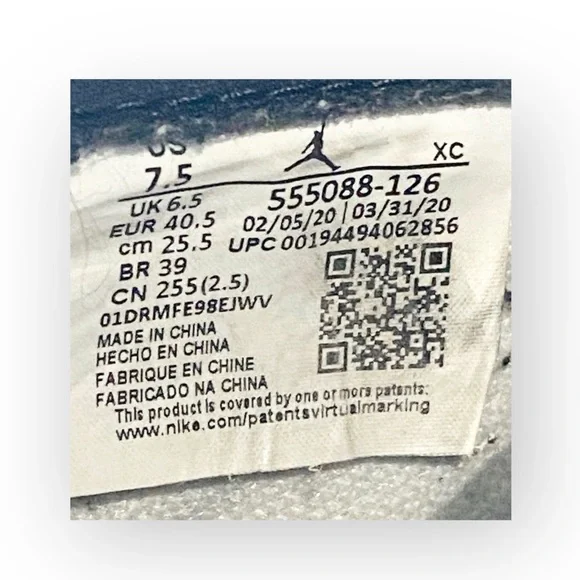 US
7.5
UK 6.5
EUR 40.5
cm 25.5
BR 39
CN 255(2.5)
01DRMFE98EJWV
XC
555088-126
02/05/20 | 03/31/20
UPC 00194494062856
MADE IN CHINA
HECHO EN CHINA
FABRIQUE EN CHINE
FABRICADO NA CHINA
This product is covered by one or more patents:
www.nike.com/patentsvirtualmarking